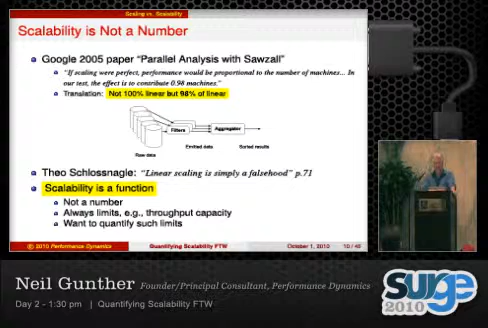 Scaling vs. Scalability
Scalability is Not a Number
Google 2005 paper "Parallel Analysis with Sawzall"
"If scaling were perfect, performance would be proportional to the number of machines... In
our test, the effect is to contribute 0.98 machines."
Translation: Not 100% linear but 98% of linear
Filters
Aggregator
Raw data
Emitted data
Sorted results
Theo Schlossnagle: "Linear scaling is simply a falsehood" p.71
Scalability is a function
Not a number
Always limits, e.g., throughput capacity
Want to quantify such limits
© 2010 Performance Dynamics
Quantifying Scalability FTW
October 1, 2010
Neil Gunther Founder/Principal Consultant, Performance Dynamics
Day 2 - 1:30 pm | Quantifying Scalability FTW
surge
2010